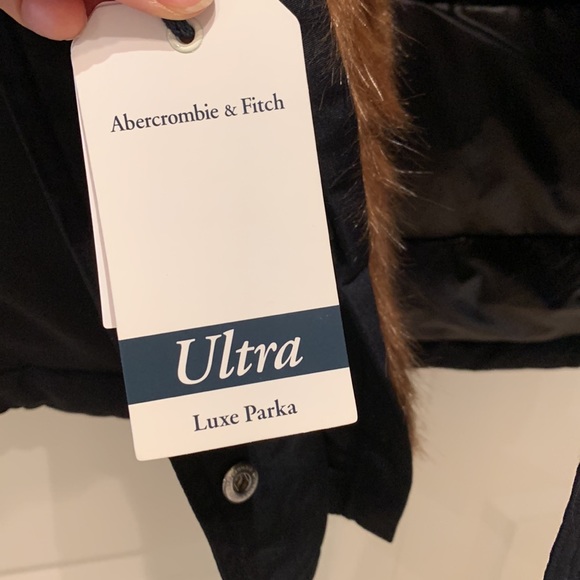 Abercrombie & Fitch
Ultra
Luxe Parka